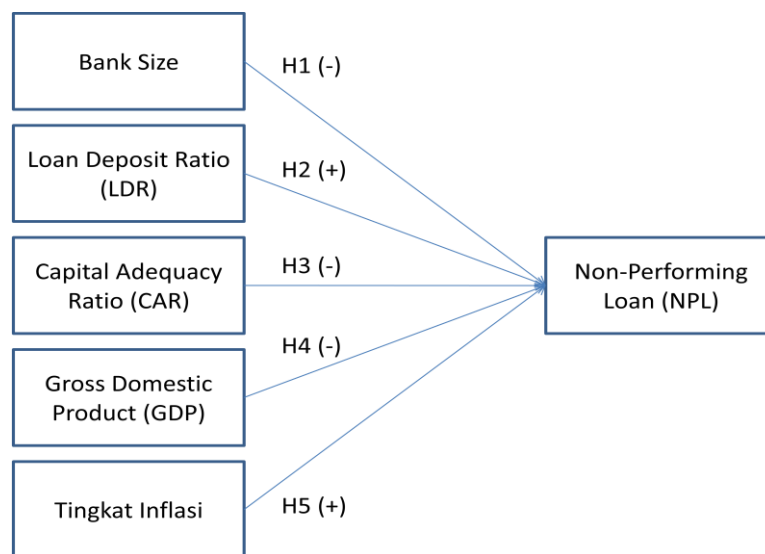 Bank Size
H1 (-)
Loan Deposit Ratio
(LDR)
H2 (+)
Capital Adequacy
Ratio (CAR)
H3 (-)
Non-Performing
Loan (NPL)
H4 (-)
Gross Domestic
Product (GDP)
Tingkat Inflasi
H5 (+)